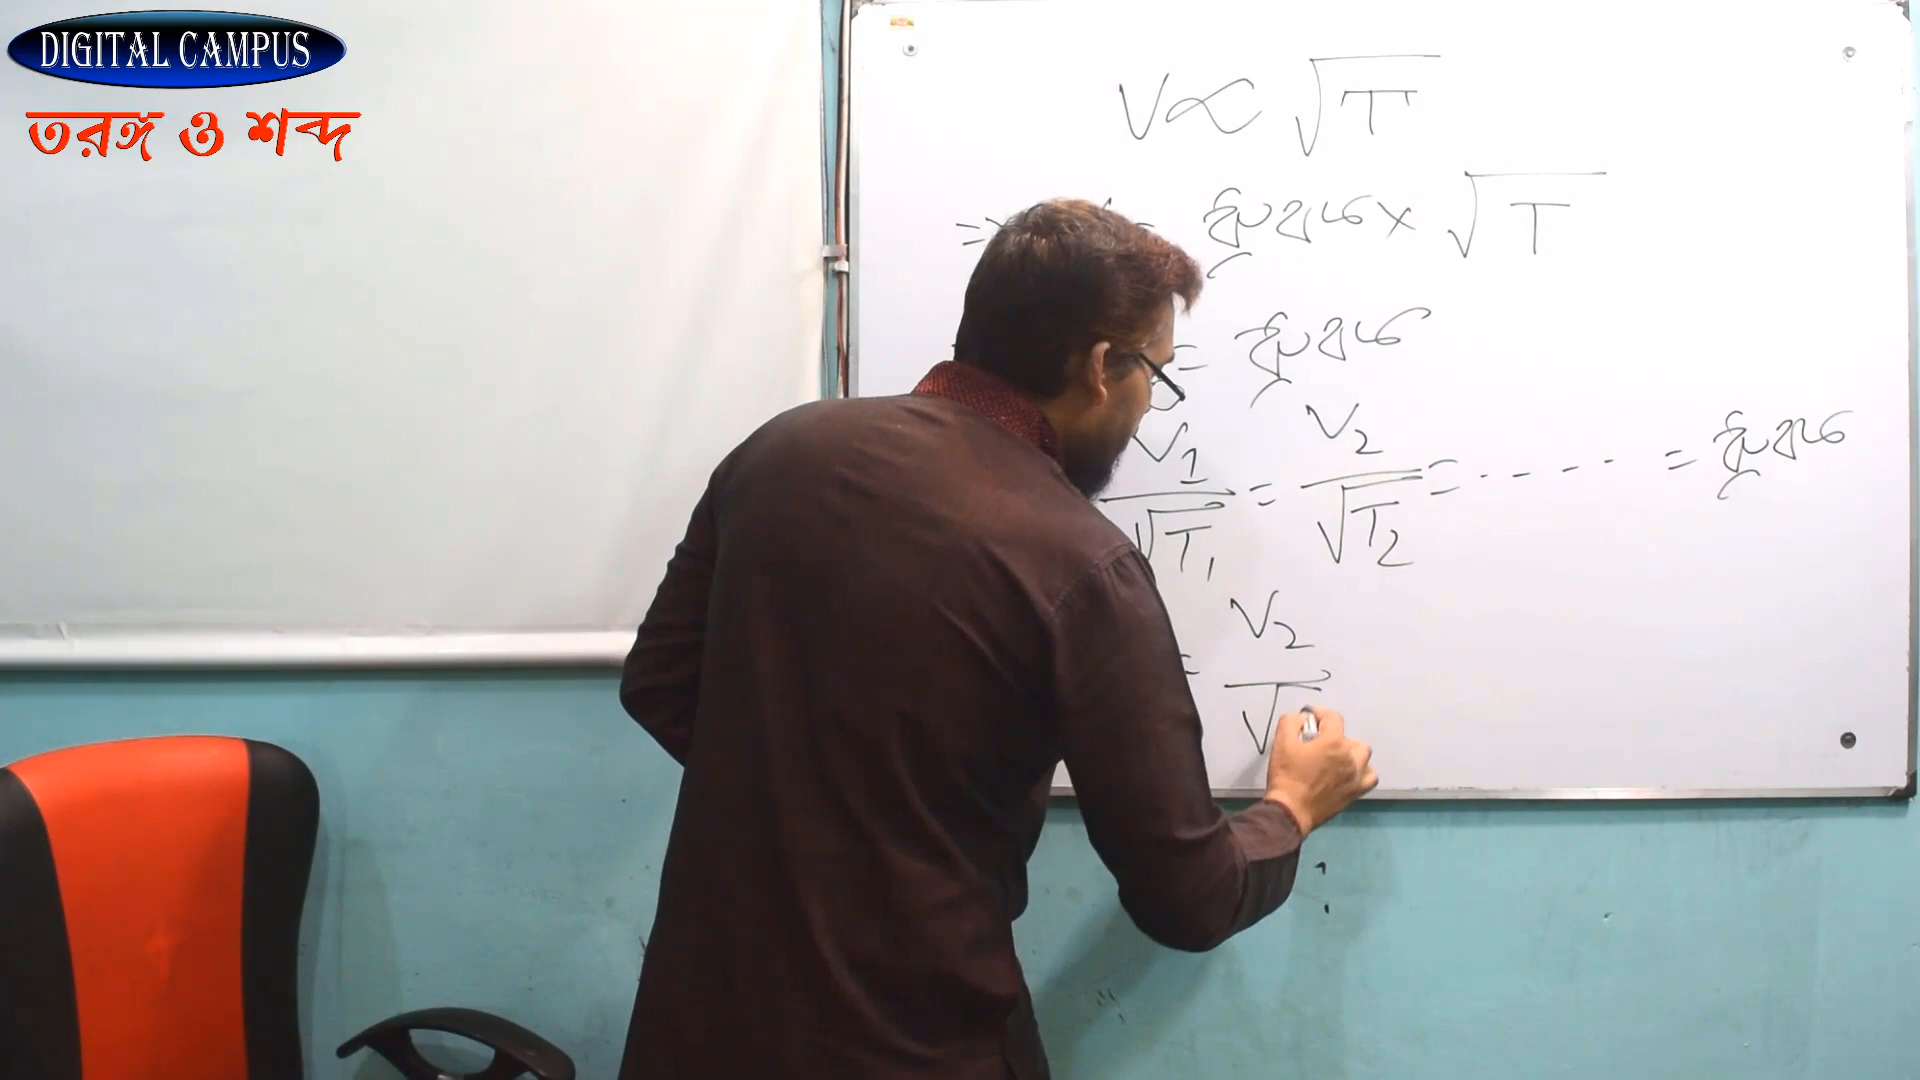 DIGITAL CAMPUS
তরঙ্গ ও শব্দ
V ∝ √T
= ধ্রুবক × √T
= ধ্রুবক
V₁/√T₁ = V₂/√T₂ = - - - - = ধ্রুবক
= V₂/√